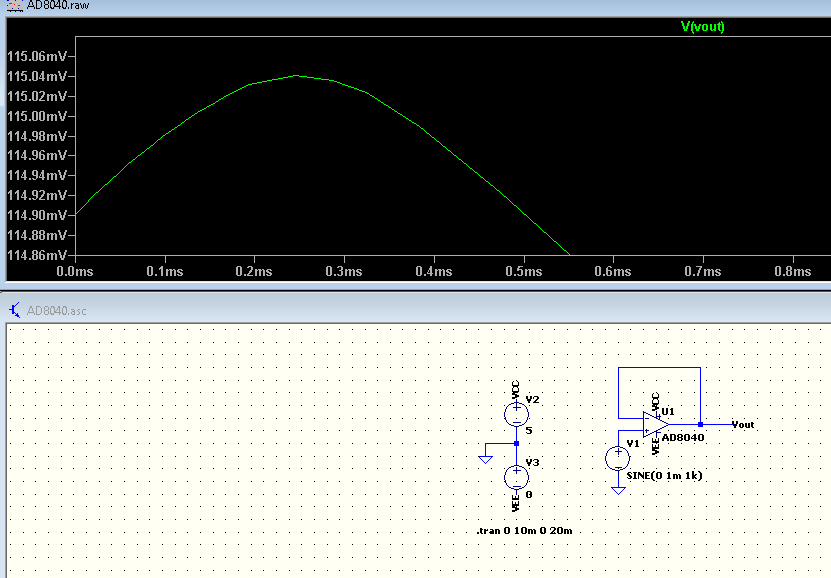 AD8040.raw
V(vout)
115.06mV
115.04mV
115.02mV
115.00mV
114.98mV
114.96mV
114.94mV
114.92mV
114.90mV
114.88mV
114.86mV
0.0ms 0.1ms 0.2ms 0.3ms 0.4ms 0.5ms 0.6ms 0.7ms 0.8ms
AD8040.asc
VCC
V2
5
V3
0
VEE
VCC
U1
AD8040
VEE
Vout
V1
SINE(0 1m 1k)
.tran 0 10m 0 20m